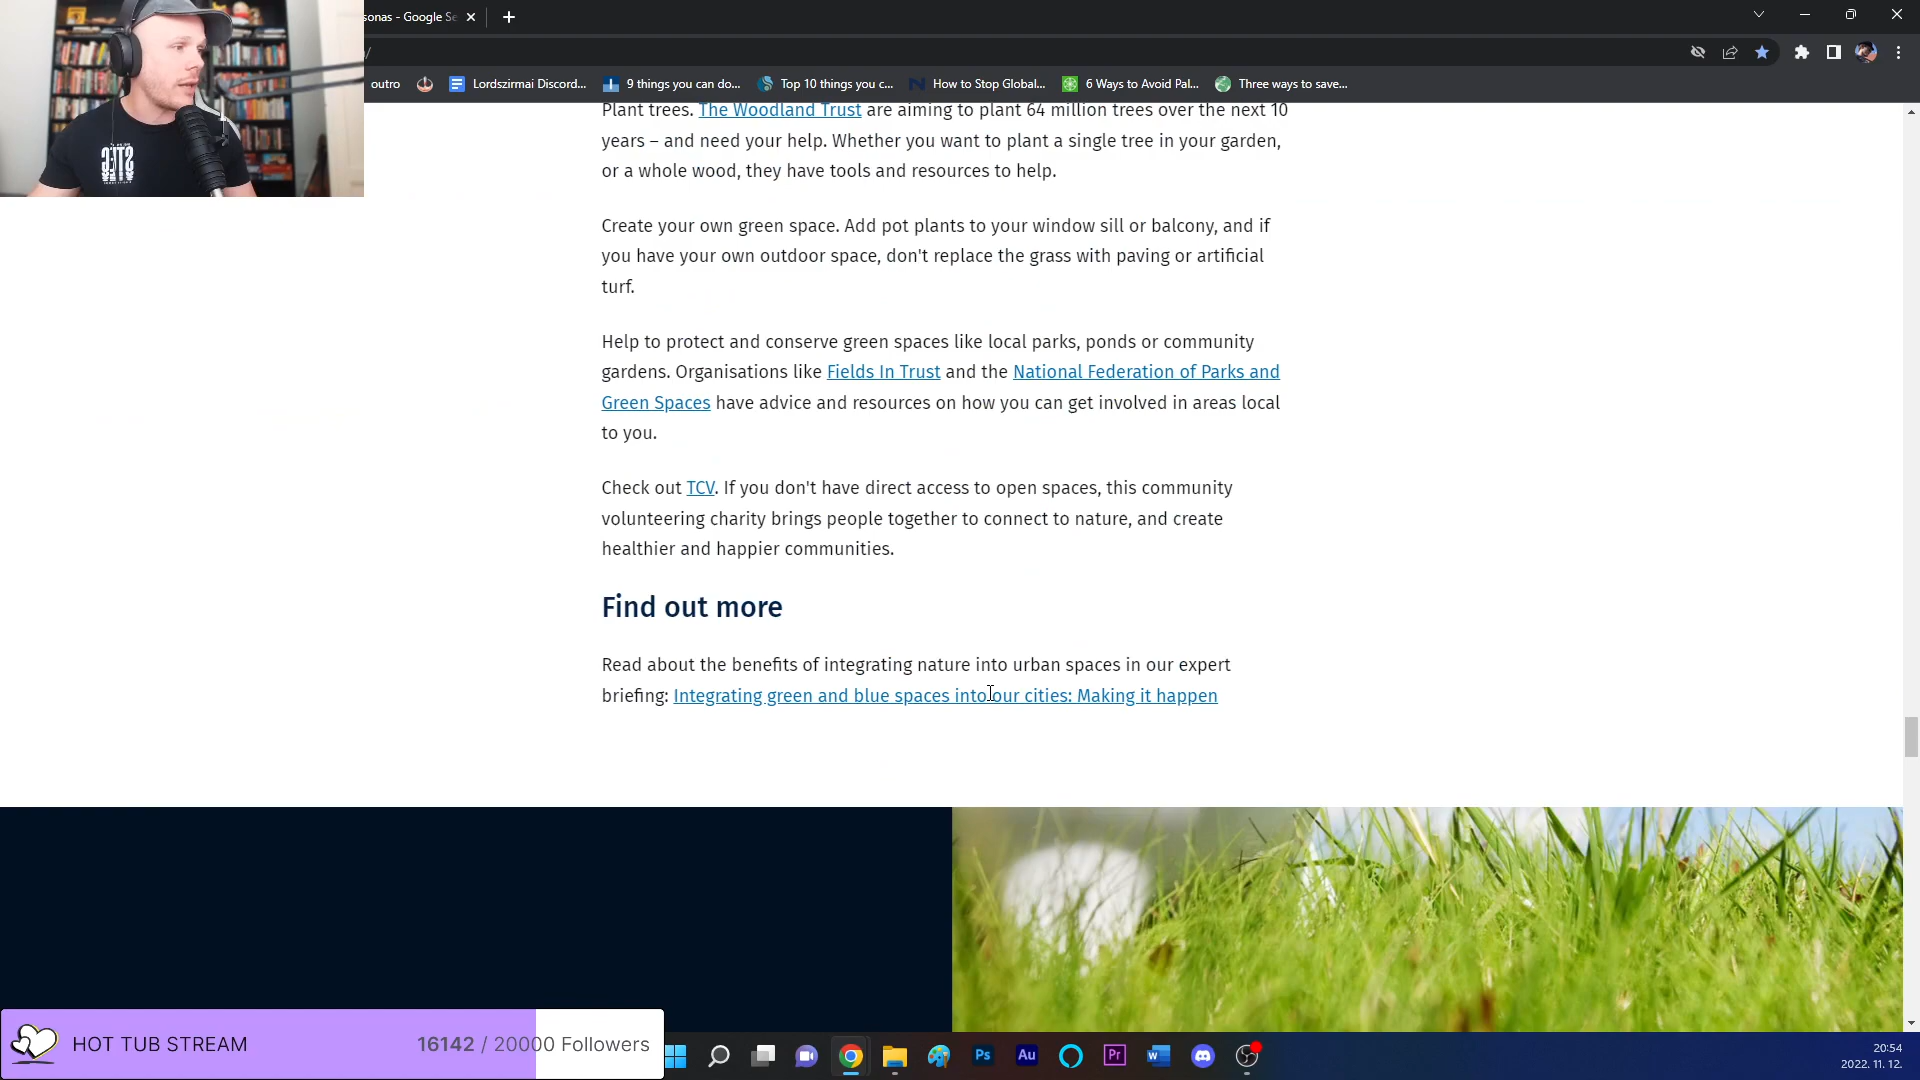 sonas - Google Se
/
outro
Lordszirmai Discord...
9 things you can do...
Top 10 things you c...
How to Stop Global...
6 Ways to Avoid Pal...
Three ways to save...
Plant trees. The Woodland Trust are aiming to plant 64 million trees over the next 10
years – and need your help. Whether you want to plant a single tree in your garden,
or a whole wood, they have tools and resources to help.
Create your own green space. Add pot plants to your window sill or balcony, and if
you have your own outdoor space, don't replace the grass with paving or artificial
turf.
Help to protect and conserve green spaces like local parks, ponds or community
gardens. Organisations like Fields In Trust and the National Federation of Parks and
Green Spaces have advice and resources on how you can get involved in areas local
to you.
Check out TCV. If you don't have direct access to open spaces, this community
volunteering charity brings people together to connect to nature, and create
healthier and happier communities.
Find out more
Read about the benefits of integrating nature into urban spaces in our expert
briefing: Integrating green and blue spaces into our cities: Making it happen
HOT TUB STREAM
16142 / 20000 Followers
Ps
Au
Pr
W
20:54
2022. 11. 12.